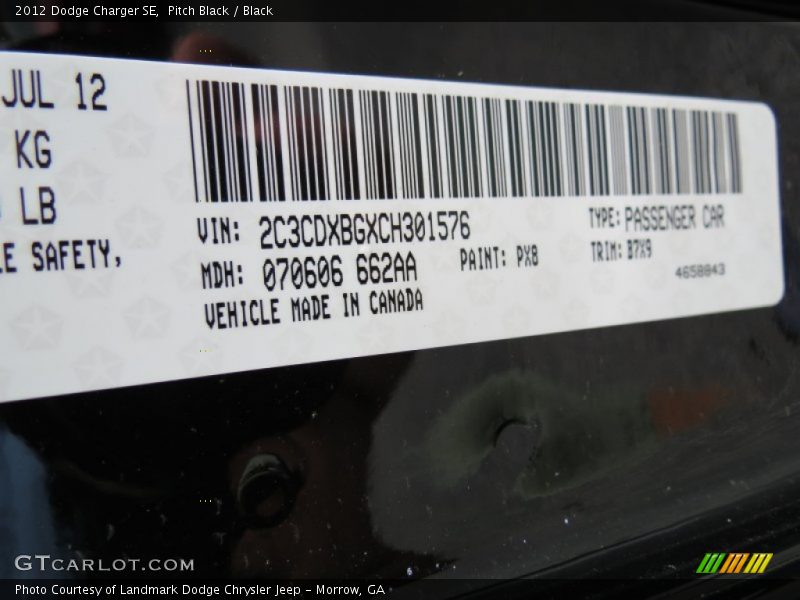 2012 Dodge Charger SE, Pitch Black / Black
JUL 12
KG
LB
LE SAFETY,
VIN: 2C3CDXBGXCH301576
TYPE: PASSENGER CAR
MDH: 070606 662AA
PAINT: PX8
TRIM: B7X9
VEHICLE MADE IN CANADA
4658843
GTCARLOT.COM
Photo Courtesy of Landmark Dodge Chrysler Jeep – Morrow, GA